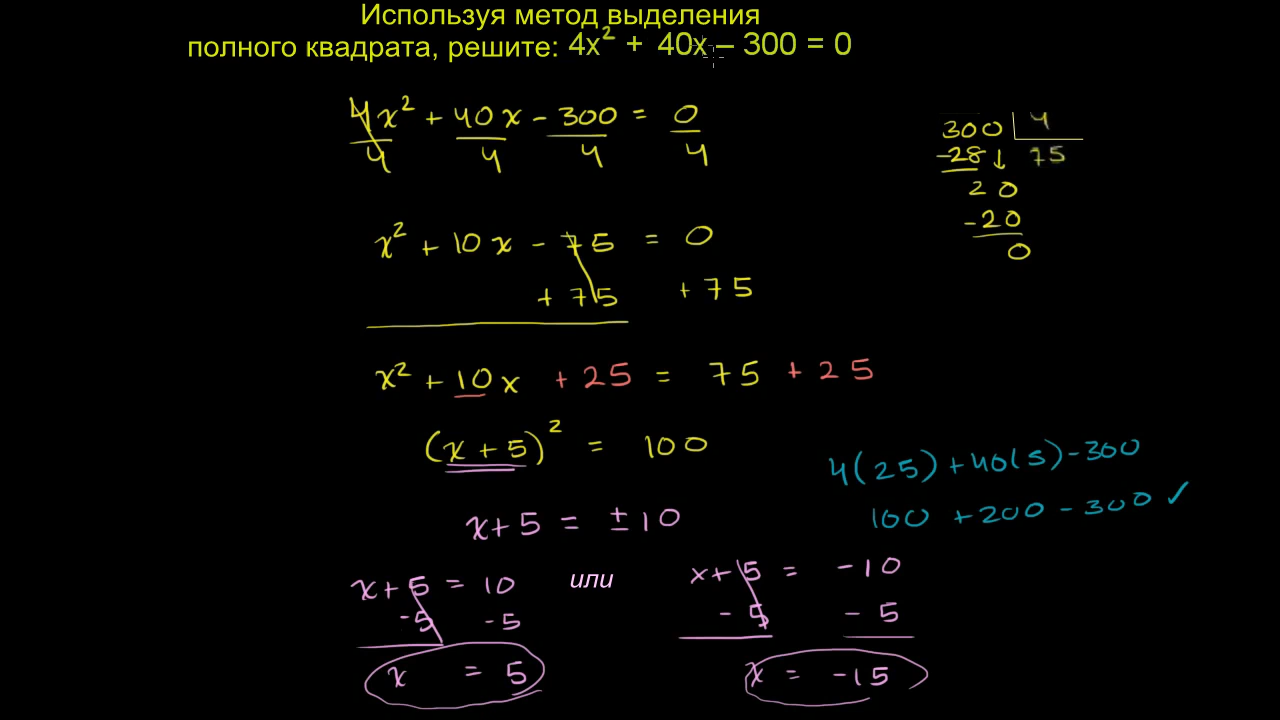 Используя метод выделения
полного квадрата, решите: 4x² + 40x – 300 = 0
4x² + 40x - 300 = 0
4 4 4 4
300 4
-28↓ 75
20
-20
0
x² + 10x - 75 = 0
+ 75 + 75
x² + 10x + 25 = 75 + 25
(x + 5)² = 100
4(25) + 40(5) - 300
100 + 200 - 300 ✓
x + 5 = ± 10
x + 5 = 10 или x + 5 = -10
-5 -5 - 5 - 5
x = 5 x = -15